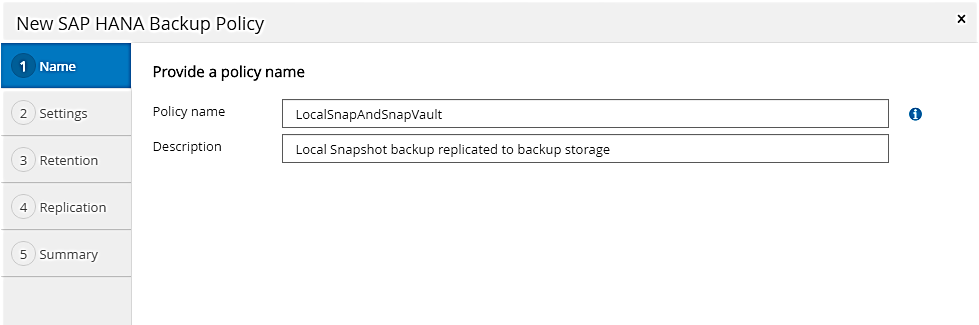 New SAP HANA Backup Policy
×
1 Name
2 Settings
3 Retention
4 Replication
5 Summary
Provide a policy name
Policy name
LocalSnapAndSnapVault
i
Description
Local Snapshot backup replicated to backup storage